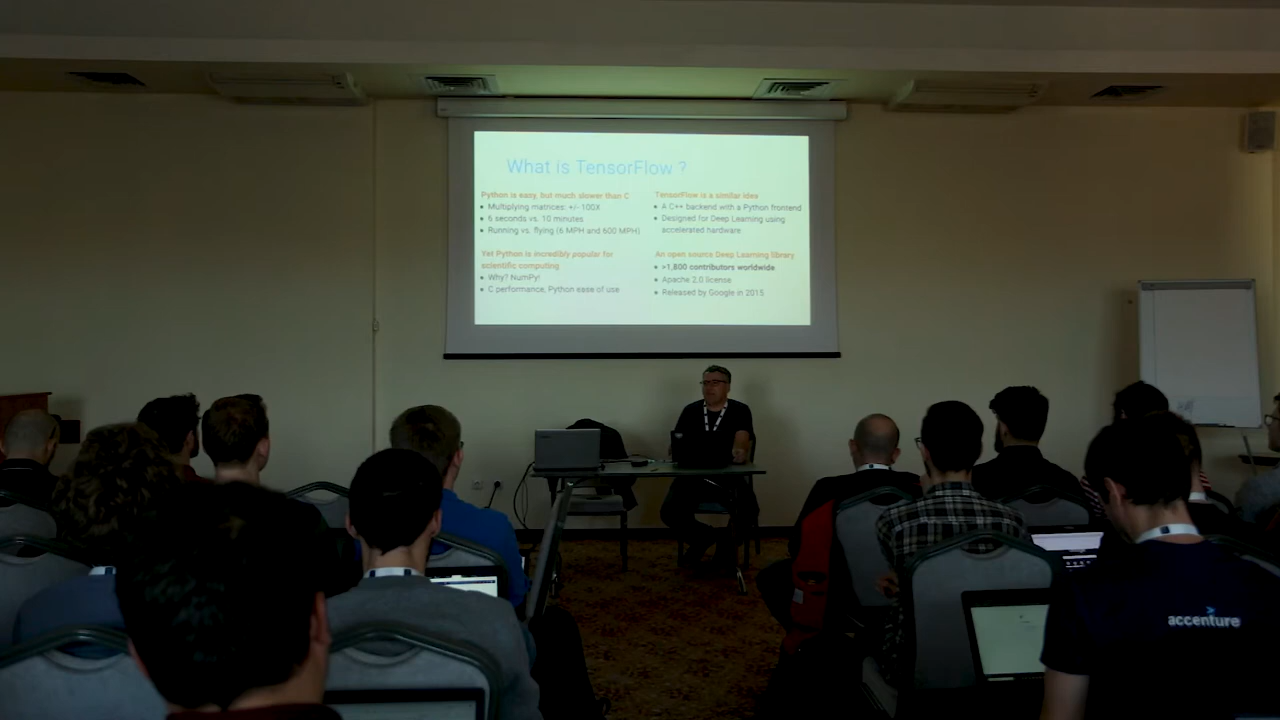 What is TensorFlow ?
Python is easy, but much slower than C
Multiplying matrices: +/- 100X
6 seconds vs. 10 minutes
Running vs. flying (6 MPH and 600 MPH)
Yet Python is incredibly popular for
scientific computing
Why? NumPy!
C performance, Python ease of use
TensorFlow is a similar idea
A C++ backend with a Python frontend
Designed for Deep Learning using
accelerated hardware
An open source Deep Learning library
>1,800 contributors worldwide
Apache 2.0 license
Released by Google in 2015
accenture